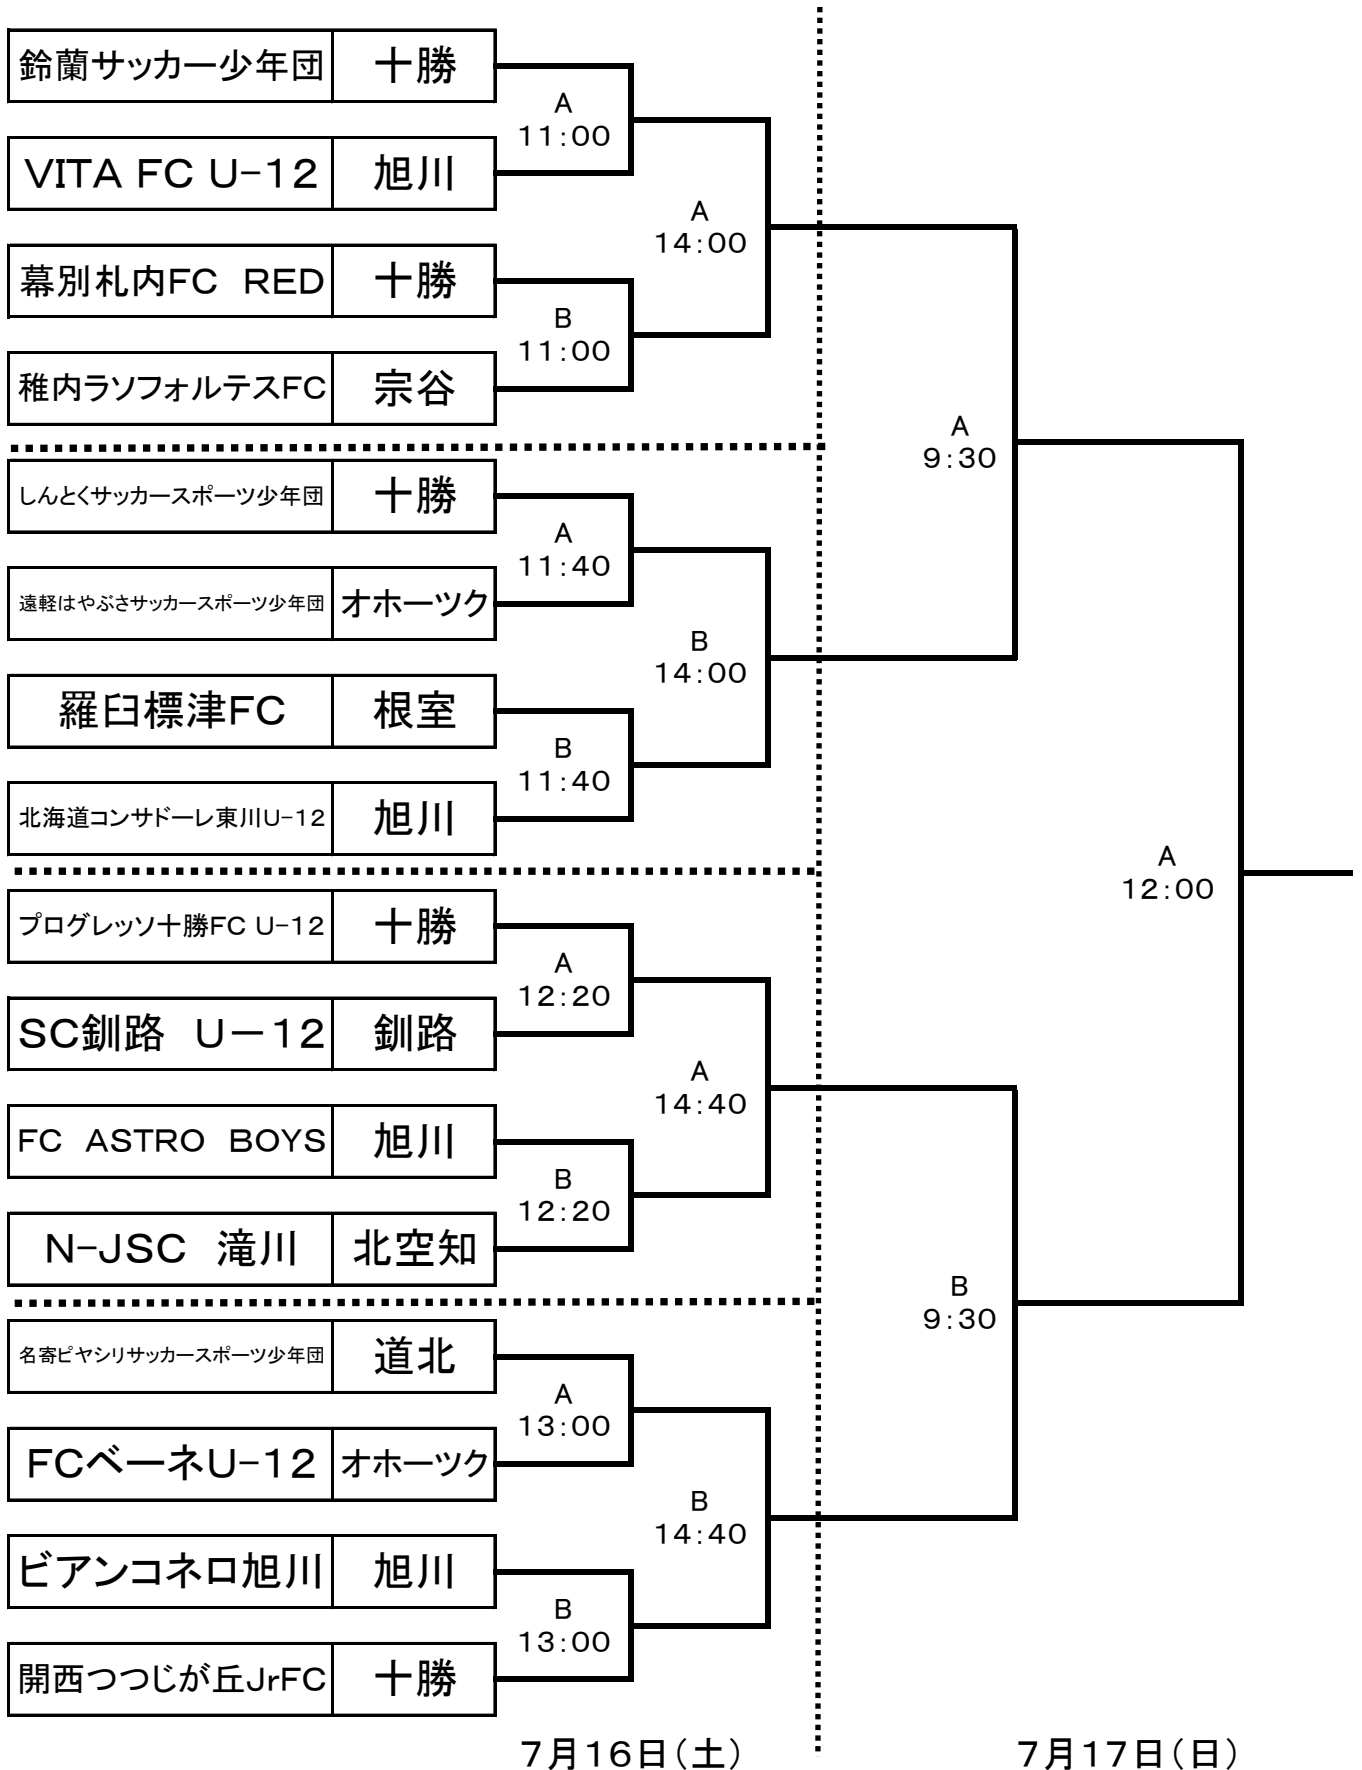 鈴蘭サッカー少年団 十勝
A
11:00
VITA FC U-12 旭川
A
14:00
幕別札内FC　RED 十勝
B
11:00
稚内ラソフォルテスFC 宗谷
A
9:30
しんとくサッカースポーツ少年団 十勝
A
11:40
遠軽はやぶさサッカースポーツ少年団 オホーツク
B
14:00
羅臼標津FC 根室
B
11:40
北海道コンサドーレ東川U-12 旭川
A
12:00
プログレッソ十勝FC U-12 十勝
A
12:20
SC釧路　U－12 釧路
A
14:40
FC　ASTRO　BOYS 旭川
B
12:20
N-JSC　滝川 北空知
B
9:30
名寄ピヤシリサッカースポーツ少年団 道北
A
13:00
FCベーネU-12 オホーツク
B
14:40
ビアンコネロ旭川 旭川
B
13:00
開西つつじが丘JrFC 十勝
7月16日(土) 7月17日(日)